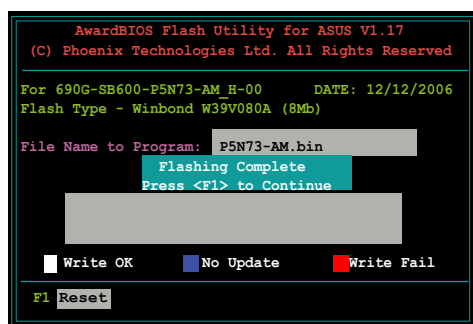 AwardBIOS Flash Utility for ASUS V1.17
(C) Phoenix Technologies Ltd. All Rights Reserved
For 690G-SB600-P5N73-AM_H-00 DATE: 12/12/2006
Flash Type - Winbond W39V080A (8Mb)
File Name to Program: P5N73-AM.bin
Flashing Complete
Press <F1> to Continue
Write OK No Update Write Fail
F1 Reset